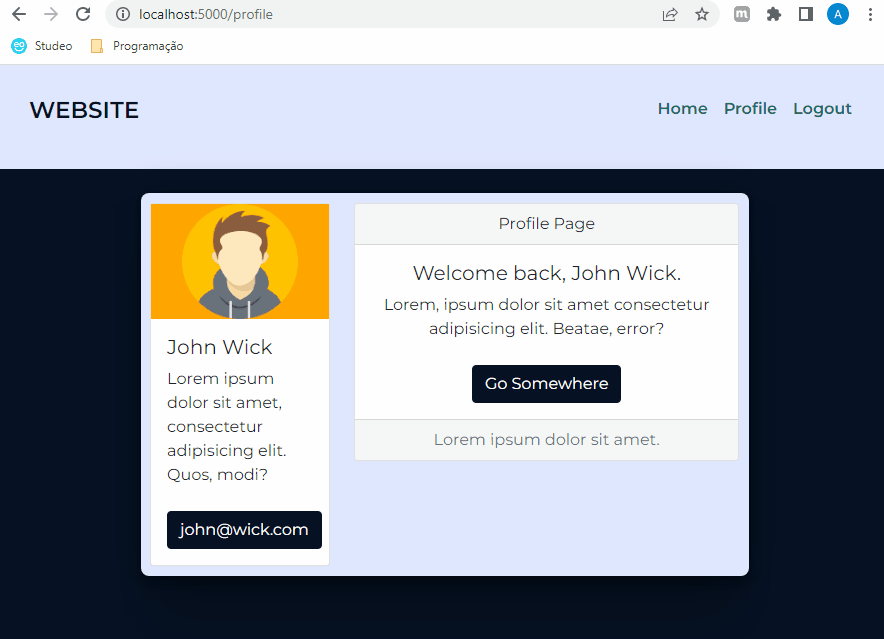 localhost:5000/profile
m
A
Studeo
Programação
WEBSITE
Home Profile Logout
John Wick
Lorem ipsum
dolor sit amet,
consectetur
adipisicing elit.
Quos, modi?
john@wick.com
Profile Page
Welcome back, John Wick.
Lorem, ipsum dolor sit amet consectetur
adipisicing elit. Beatae, error?
Go Somewhere
Lorem ipsum dolor sit amet.